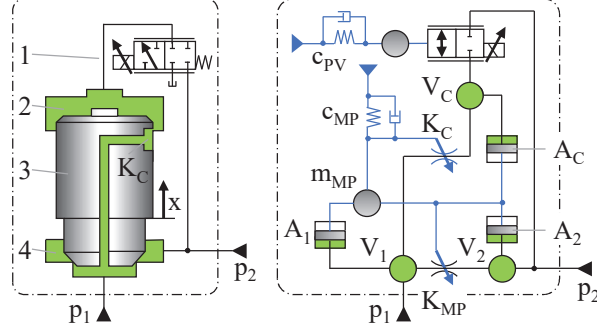 1
2
3
4
K_C
x
p_1
p_2
c_PV
V_C
c_MP
K_C
m_MP
A_C
A_1
V_1
V_2
A_2
K_MP
p_1
p_2